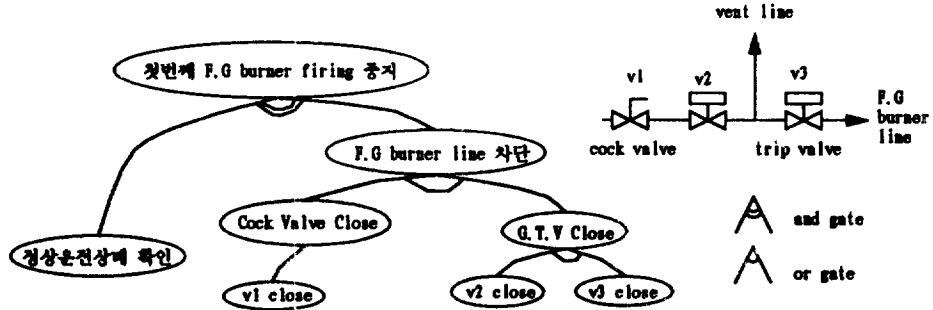 첫번째 F.G burner firing 중지
F.G burner line 차단
Cock Valve Close
G.T.V Close
정상운전상태 확인
v1 close
v2 close
v3 close
vent line
v1
v2
v3
F.G
burner
line
cock valve
trip valve
and gate
or gate